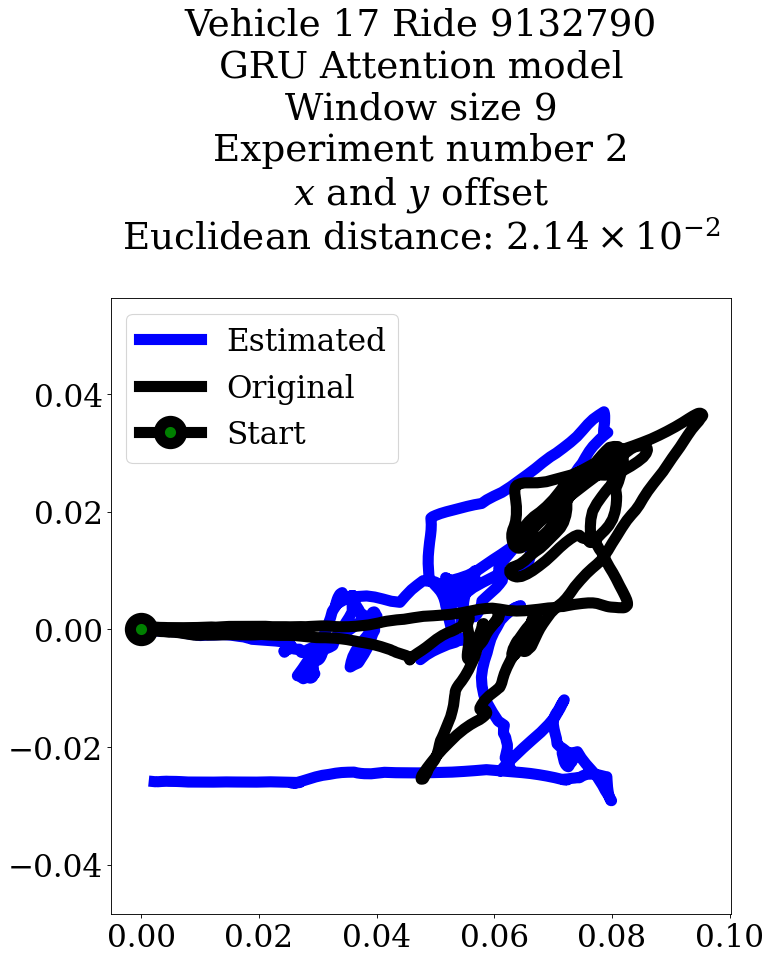 Vehicle 17 Ride 9132790
GRU Attention model
Window size 9
Experiment number 2
x and y offset
Euclidean distance: 2.14 × 10⁻²
Estimated
Original
Start
0.04
0.02
0.00
−0.02
−0.04
0.00 0.02 0.04 0.06 0.08 0.10